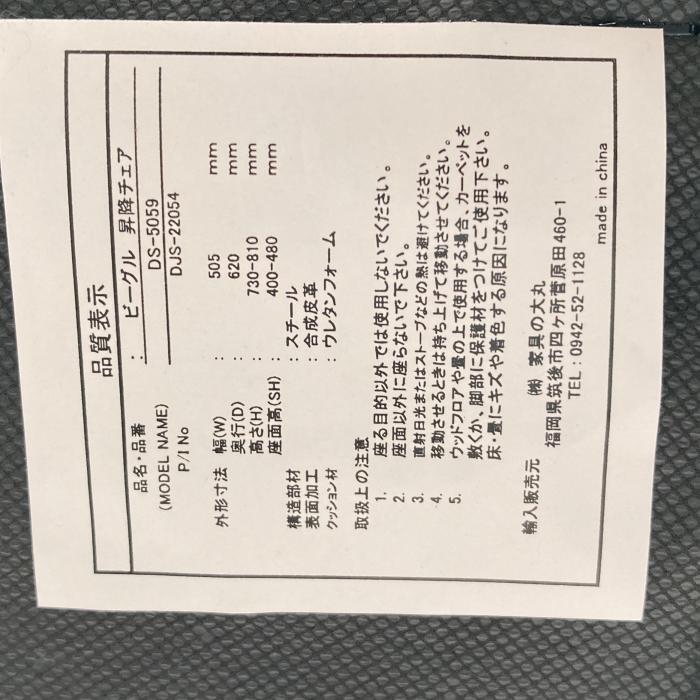 品質表示
品名.品番 : ビーグル 昇降チェア
(MODEL NAME) DS-5059
P/I No DJS-22054
外形寸法 幅(W) : 505 mm
奥行(D) : 620 mm
高さ(H) : 730-810 mm
座面高(SH) : 400-480 mm
構造部材 : スチール
表面加工 : 合成皮革
クッション材 : ウレタンフォーム
取扱上の注意
1. 座る目的以外では使用しないでください。
2. 座面以外に座らないで下さい。
3. 直射日光またはストーブなどの熱は避けてください。
4. 移動させるときは持ち上げて移動させてください。
5. ウッドフロアや畳の上で使用する場合、カーペットを
敷くか、脚部に保護材をつけてご使用下さい。
床・畳にキズや着色する原因になります。
輸入販売元 ㈱ 家具の大丸
福岡県筑後市四ヶ所菅原田460-1
TEL:0942-52-1128
made in china